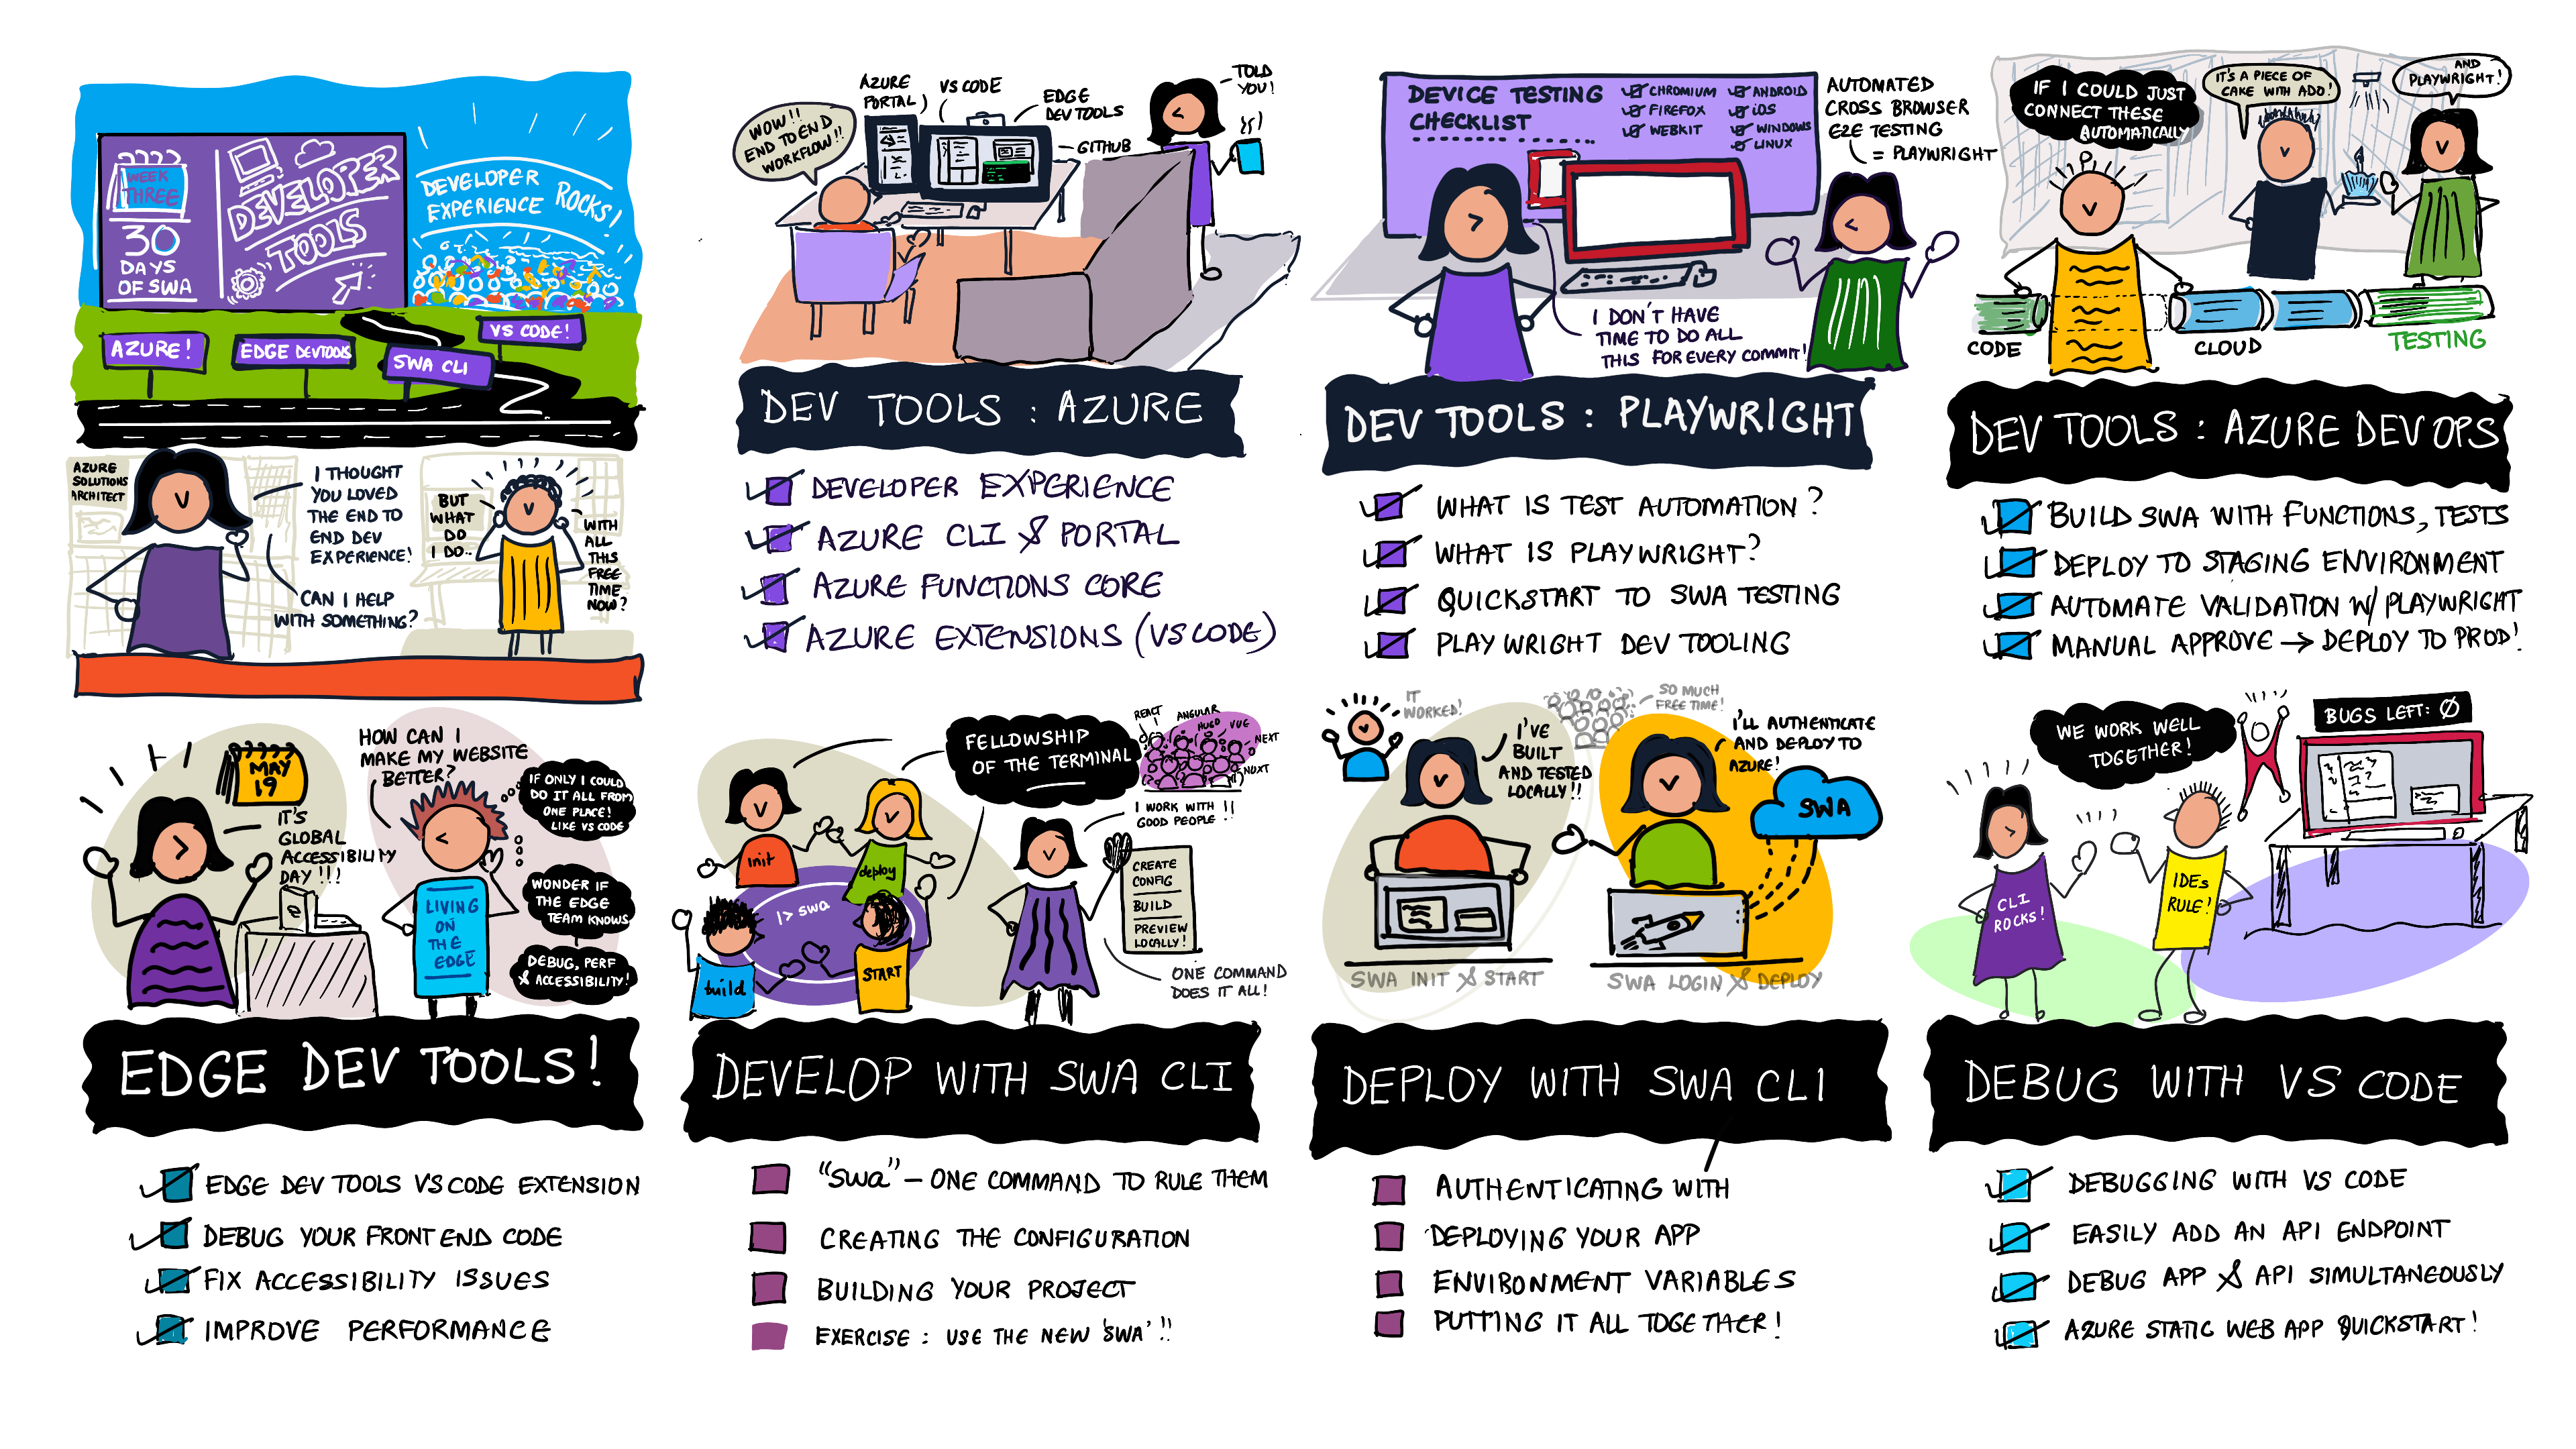 WEEK
THREE
30
DAYS
OF SWA
DEVELOPER
TOOLS
DEVELOPER
EXPERIENCE ROCKS!
AZURE!
EDGE DEVTOOLS
SWA CLI
VS CODE!
AZURE
SOLUTIONS
ARCHITECT
I THOUGHT
YOU LOVED
THE END TO
END DEV
EXPERIENCE!
CAN I HELP
WITH SOMETHING?
BUT
WHAT
DO
I DO..
WITH
ALL
THIS
FREE
TIME
NOW?
WOW!!
END TO END
WORKFLOW!!
AZURE
PORTAL
VS CODE
EDGE
DEV TOOLS
GITHUB
TOLD
YOU!
DEV TOOLS : AZURE
DEVELOPER EXPERIENCE
AZURE CLI & PORTAL
AZURE FUNCTIONS CORE
AZURE EXTENSIONS (VS CODE)
DEVICE TESTING
CHECKLIST
CHROMIUM
FIREFOX
WEBKIT
ANDROID
iOS
WINDOWS
LINUX
AUTOMATED
CROSS BROWSER
E2E TESTING
= PLAYWRIGHT
I DON'T HAVE
TIME TO DO ALL
THIS FOR EVERY COMMIT!
DEV TOOLS : PLAYWRIGHT
WHAT IS TEST AUTOMATION?
WHAT IS PLAYWRIGHT?
QUICKSTART TO SWA TESTING
PLAYWRIGHT DEV TOOLING
IF I COULD JUST
CONNECT THESE
AUTOMATICALLY
IT'S A PIECE OF
CAKE WITH ADO!
AND
PLAYWRIGHT!
CODE
CLOUD
TESTING
DEV TOOLS : AZURE DEVOPS
BUILD SWA WITH FUNCTIONS, TESTS
DEPLOY TO STAGING ENVIRONMENT
AUTOMATE VALIDATION W/ PLAYWRIGHT
MANUAL APPROVE → DEPLOY TO PROD!
MAY
19
IT'S
GLOBAL
ACCESSIBILITY
DAY!!!
HOW CAN I
MAKE MY WEBSITE
BETTER?
IF ONLY I COULD
DO IT ALL FROM
ONE PLACE!
LIKE VS CODE
WONDER IF
THE EDGE
TEAM KNOWS
DEBUG, PERF
& ACCESSIBILITY!
LIVING
ON
THE
EDGE
e
EDGE DEV TOOLS!
EDGE DEV TOOLS VS CODE EXTENSION
DEBUG YOUR FRONT END CODE
FIX ACCESSIBILITY ISSUES
IMPROVE PERFORMANCE
FELLOWSHIP
OF THE TERMINAL
REACT
ANGULAR
HUGO
VUE
NEXT
NUXT
I WORK WITH !!
GOOD PEOPLE
init
deploy
|> swa
build
START
CREATE
CONFIG
BUILD
PREVIEW
LOCALLY!
ONE COMMAND
DOES IT ALL!
DEVELOP WITH SWA CLI
"swa" – ONE COMMAND TO RULE THEM
CREATING THE CONFIGURATION
BUILDING YOUR PROJECT
EXERCISE : USE THE NEW 'SWA' !!
IT
WORKED!
I'VE
BUILT
AND TESTED
LOCALLY!!
SO MUCH
FREE TIME!
I'LL AUTHENTICATE
AND DEPLOY TO
AZURE!
SWA
SWA INIT & START
SWA LOGIN & DEPLOY
DEPLOY WITH SWA CLI
AUTHENTICATING WITH
DEPLOYING YOUR APP
ENVIRONMENT VARIABLES
PUTTING IT ALL TOGETHER!
WE WORK WELL
TOGETHER!
BUGS LEFT: 0
CLI
ROCKS!
IDEs
RULE!
DEBUG WITH VS CODE
DEBUGGING WITH VS CODE
EASILY ADD AN API ENDPOINT
DEBUG APP & API SIMULTANEOUSLY
AZURE STATIC WEB APP QUICKSTART!